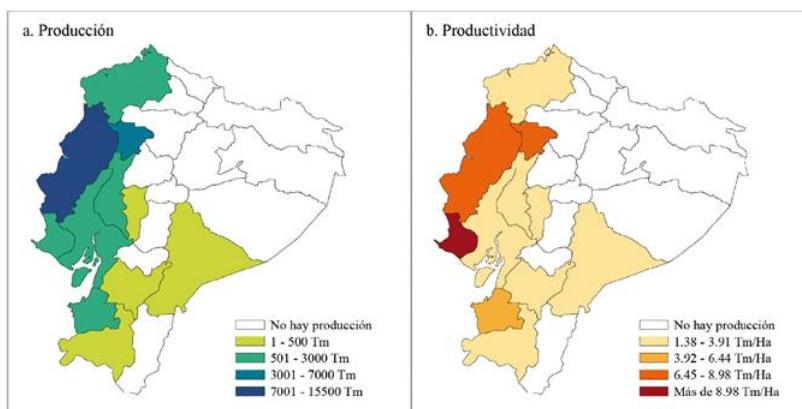 a. Producción
No hay producción
1 - 500 Tm
501 - 3000 Tm
3001 - 7000 Tm
7001 - 15500 Tm
b. Productividad
No hay producción
1.38 - 3.91 Tm/Ha
3.92 - 6.44 Tm/Ha
6.45 - 8.98 Tm/Ha
Más de 8.98 Tm/Ha